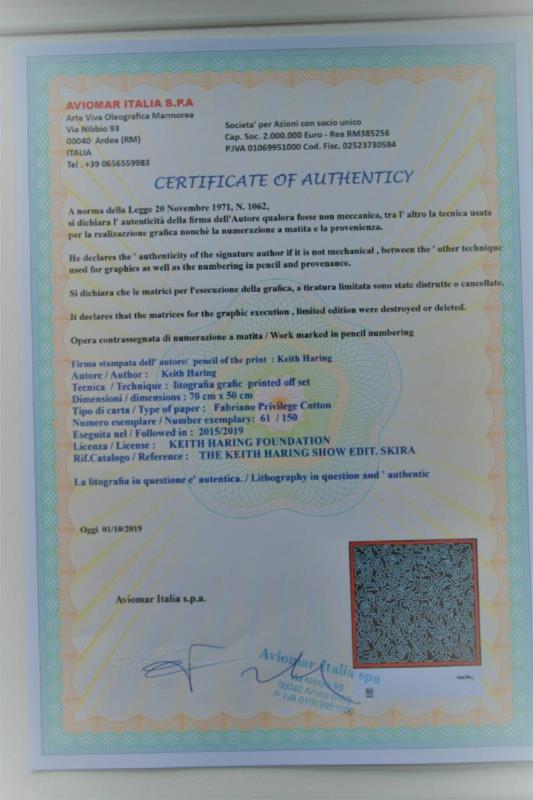 AVIOMAR ITALIA S.P.A
Arte Viva Oleografica Marmorea
Via Nibbio 93
00040 Ardea (RM)
ITALIA
Tel . +39 0656559983
Societa' per Azioni con socio unico
Cap. Soc. 2.000.000 Euro - Rea RM385256
P.IVA 01069951000 Cod. Fisc. 02523730584
CERTIFICATE OF AUTHENTICITY
A norma della Legge 20 Novembre 1971, N. 1062,
si dichiara l' autenticità della firma dell'Autore qualora fosse non meccanica, tra l' altro la tecnica usata
per la realizazzione grafica nonchè la numerazione a matita e la provenienza.
He declares the ' authenticity of the signature author if it is not mechanical , between the ' other technique
used for graphics as well as the numbering in pencil and provenance.
Si dichiara che le matrici per l'esecuzione della grafica, a tiratura limitata sono state distrutte o cancellate.
It declares that the matrices for the graphic execution , limited edition were destroyed or deleted.
Opera contrassegnata di numerazione a matita / Work marked in pencil numbering
Firma stampata dell' autore/ pencil of the print : Keith Haring
Autore / Author : Keith Haring
Tecnica / Technique : litografia grafic printed off set
Dimensioni / dimensions : 70 cm x 50 cm
Tipo di carta / Type of paper : Fabriano Privilege Cotton
Numero esemplare / Number exemplary: 61 / 150
Eseguita nel / Followed in : 2015/2019
Licenza / License : KEITH HARING FOUNDATION
Rif.Catalogo / Reference : THE KEITH HARING SHOW EDIT. SKIRA
La litografia in questione e' autentica. / Lithography in question and ' authentic
Oggi 01/10/2019
Aviomar Italia s.p.a.
Aviomar Italia spa
Via Nibbio 93
00040 Ardea (RM)
P. IVA 01069951000